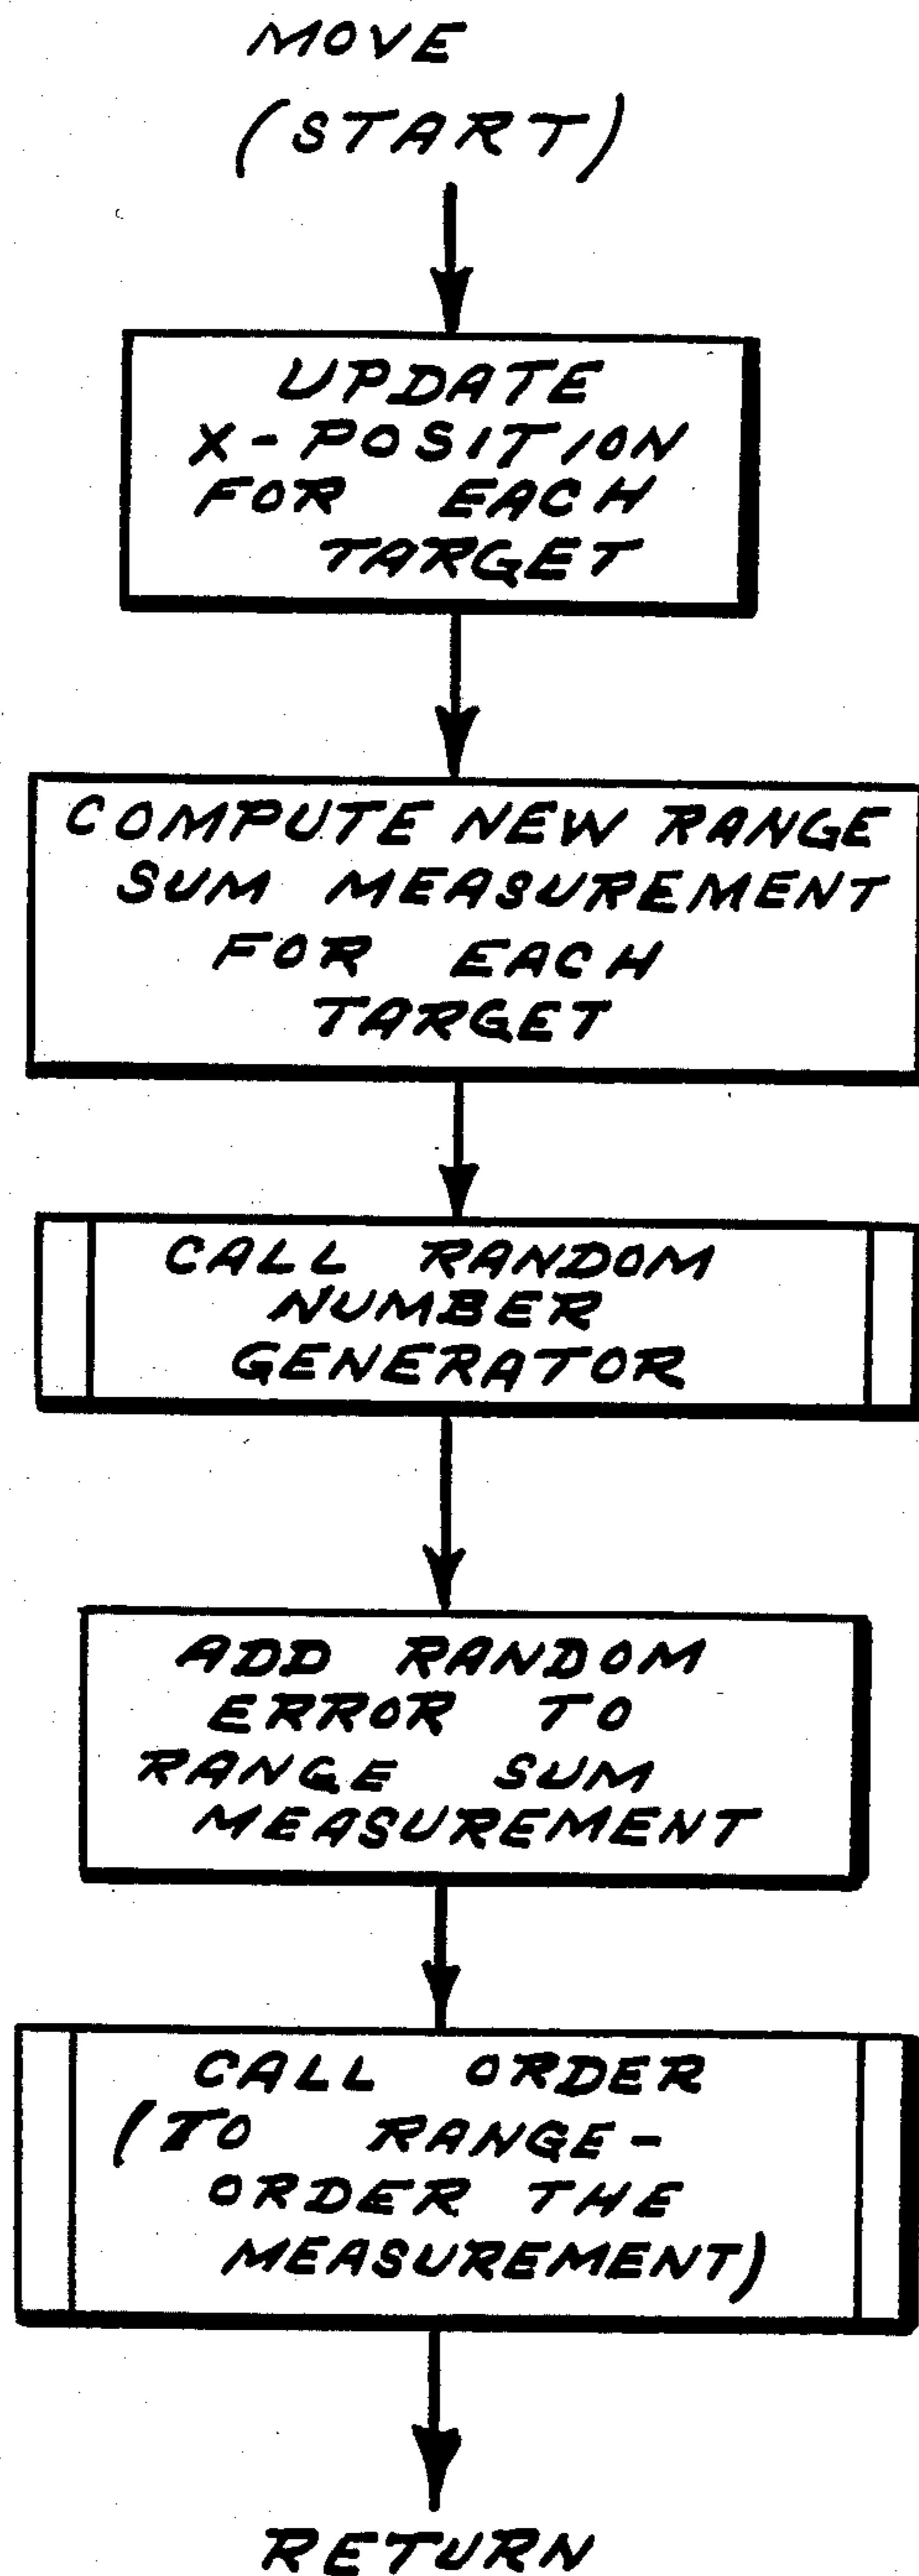 MOVE
(START)
UPDATE
X-POSITION
FOR EACH
TARGET
COMPUTE NEW RANGE
SUM MEASUREMENT
FOR EACH
TARGET
CALL RANDOM
NUMBER
GENERATOR
ADD RANDOM
ERROR TO
RANGE SUM
MEASUREMENT
CALL ORDER
(TO RANGE-
ORDER THE
MEASUREMENT)
RETURN